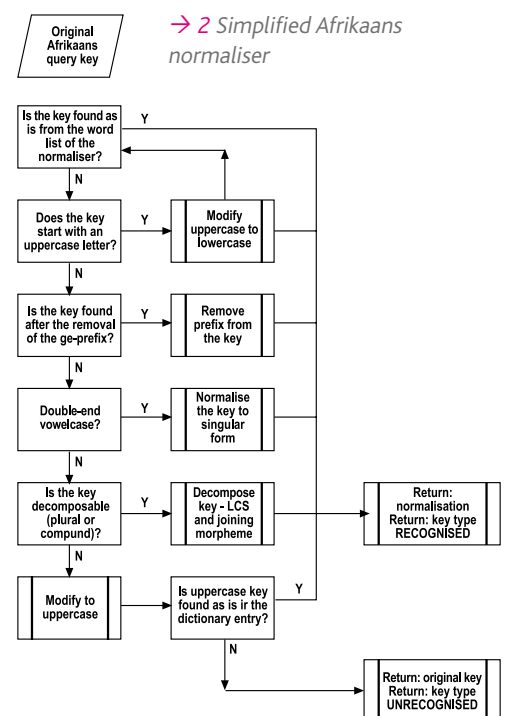 Original
Afrikaans
query key
→ 2 Simplified Afrikaans
normaliser
Is the key found as
is from the word
list of the
normaliser?
Y
N
Does the key
start with an
uppercase letter?
Y
Modify
uppercase to
lowercase
N
Is the key found
after the removal
of the ge-prefix?
Y
Remove
prefix from
the key
N
Double-end
vowelcase?
Y
Normalise
the key to
singular
form
N
Is the key
decomposable
(plural or
compund)?
Y
Decompose
key - LCS
and joining
morpheme
Return:
normalisation
Return: key type
RECOGNISED
N
Modify to
uppercase
Is uppercase key
found as is ir the
dictionary entry?
Y
N
Return: original key
Return: key type
UNRECOGNISED